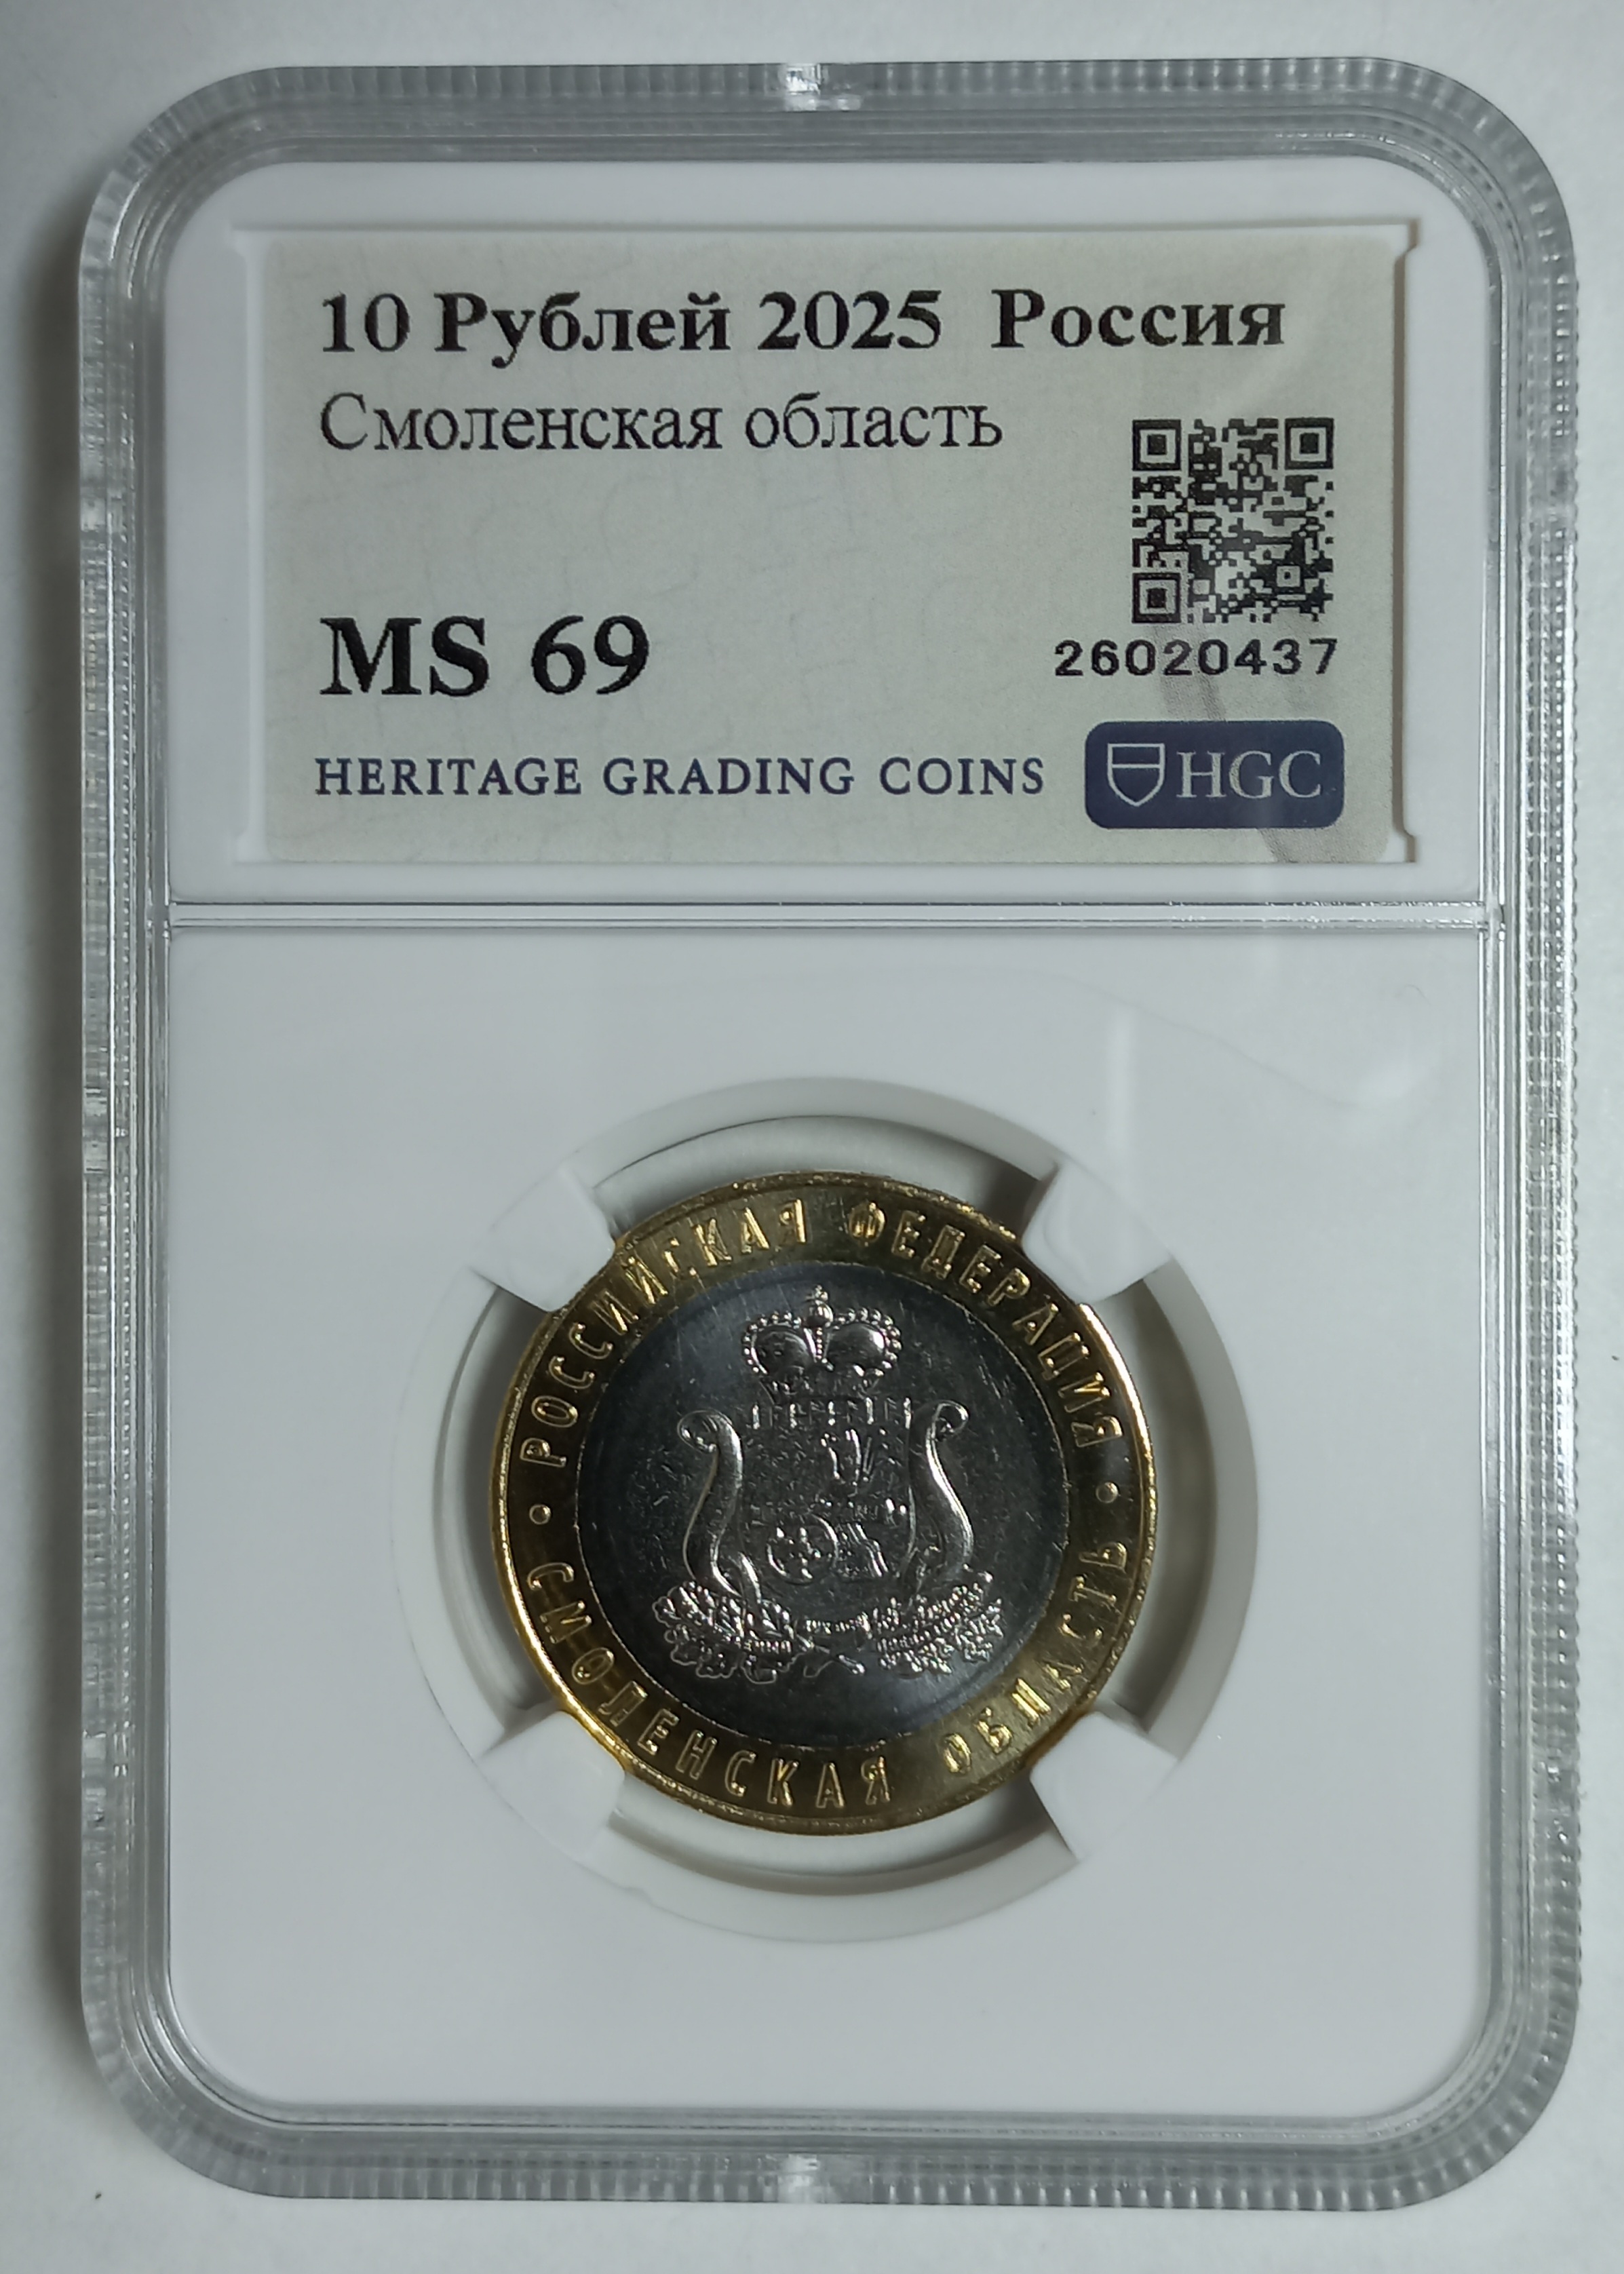 10 Рублей 2025 Россия
Смоленская область
MS 69
26020437
HERITAGE GRADING COINS
HGC
РОССИЙСКАЯ ФЕДЕРАЦИЯ
• СМОЛЕНСКАЯ ОБЛАСТЬ •